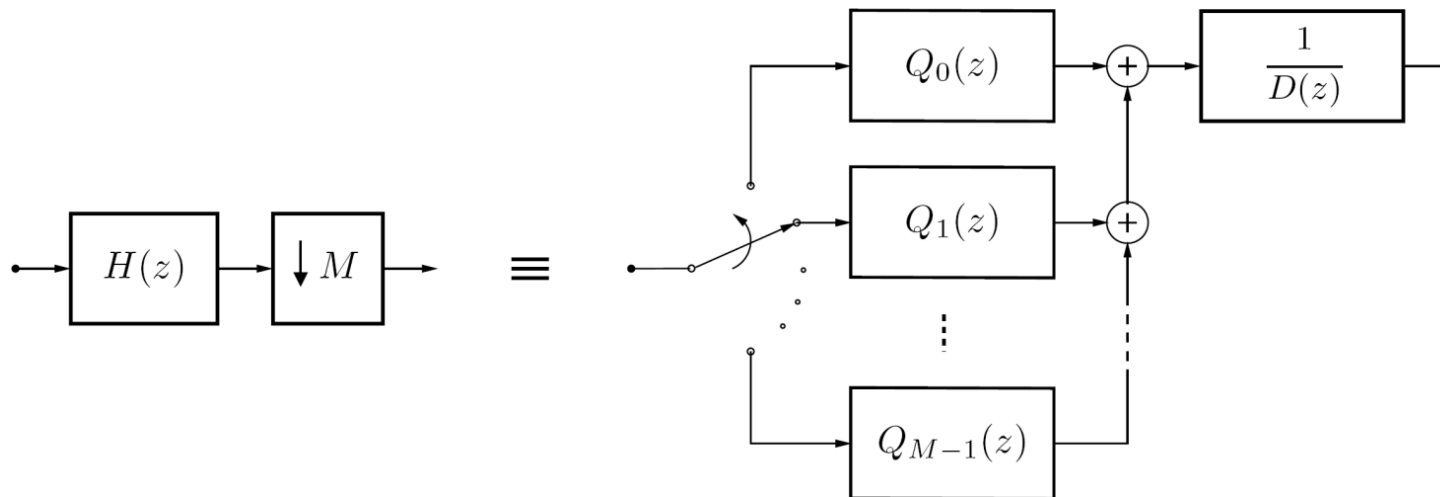 H(z)
↓ M
≡
Q_0(z)
+
1
D(z)
Q_1(z)
+
Q_{M−1}(z)